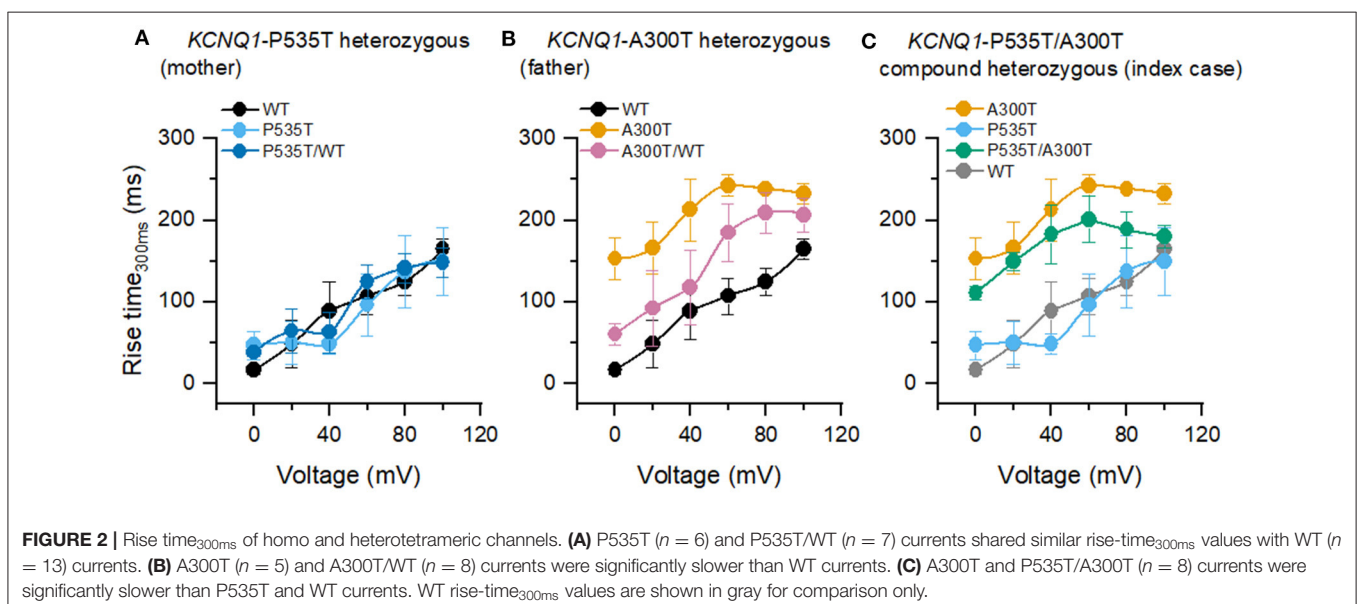 A KCNQ1-P535T heterozygous
(mother)
WT
P535T
P535T/WT
300
200
100
0
Rise time300ms (ms)
0 40 80 120
Voltage (mV)
B KCNQ1-A300T heterozygous
(father)
WT
A300T
A300T/WT
300
200
100
0
0 40 80 120
Voltage (mV)
C KCNQ1-P535T/A300T
compound heterozygous (index case)
A300T
P535T
P535T/A300T
WT
300
200
100
0
0 40 80 120
Voltage (mV)
FIGURE 2 | Rise time300ms of homo and heterotetrameric channels. (A) P535T (n = 6) and P535T/WT (n = 7) currents shared similar rise-time300ms values with WT (n
= 13) currents. (B) A300T (n = 5) and A300T/WT (n = 8) currents were significantly slower than WT currents. (C) A300T and P535T/A300T (n = 8) currents were
significantly slower than P535T and WT currents. WT rise-time300ms values are shown in gray for comparison only.